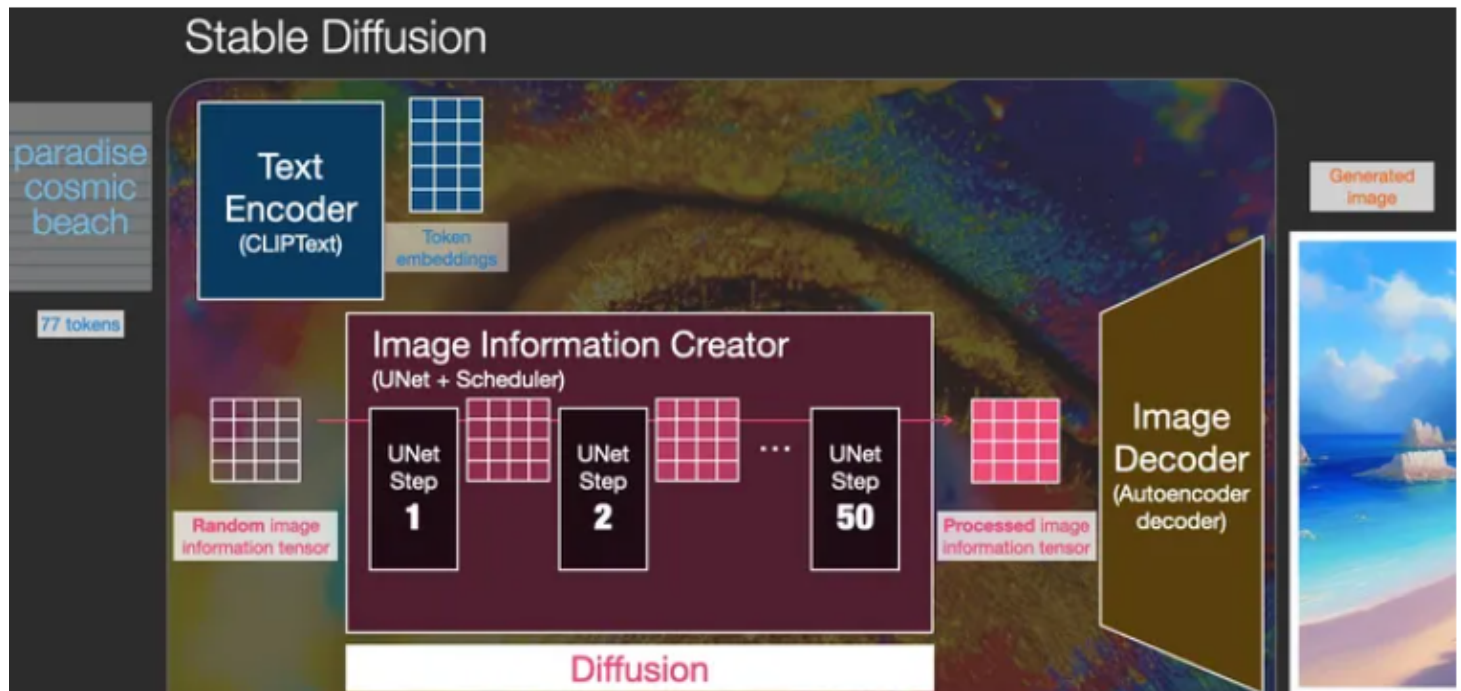 Stable Diffusion
paradise
cosmic
beach
77 tokens
Text
Encoder
(CLIPText)
Token
embeddings
Generated
image
Image Information Creator
(UNet + Scheduler)
UNet
Step
1
UNet
Step
2
...
UNet
Step
50
Random image
information tensor
Processed image
information tensor
Image
Decoder
(Autoencoder
decoder)
Diffusion